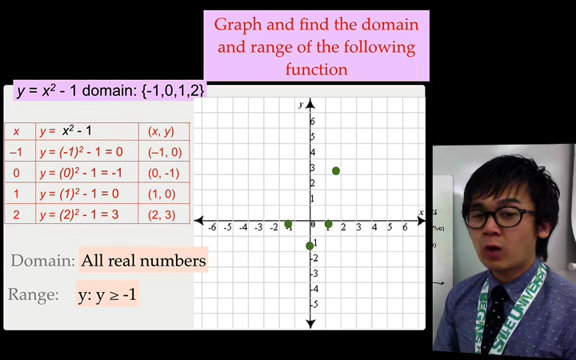 Graph and find the domain
and range of the following
function
y = x² - 1 domain: {-1,0,1,2}
x y = x² - 1 (x, y)
–1 y = (-1)² - 1 = 0 (–1, 0)
0 y = (0)² - 1 = -1 (0, -1)
1 y = (1)² - 1 = 0 (1, 0)
2 y = (2)² - 1 = 3 (2, 3)
Domain: All real numbers
Range: y: y ≥ -1
y
6
5
4
3
2
1
x
-6 -5 -4 -3 -2 -1 0 1 2 3 4 5 6
-1
-2
-3
-4
-5